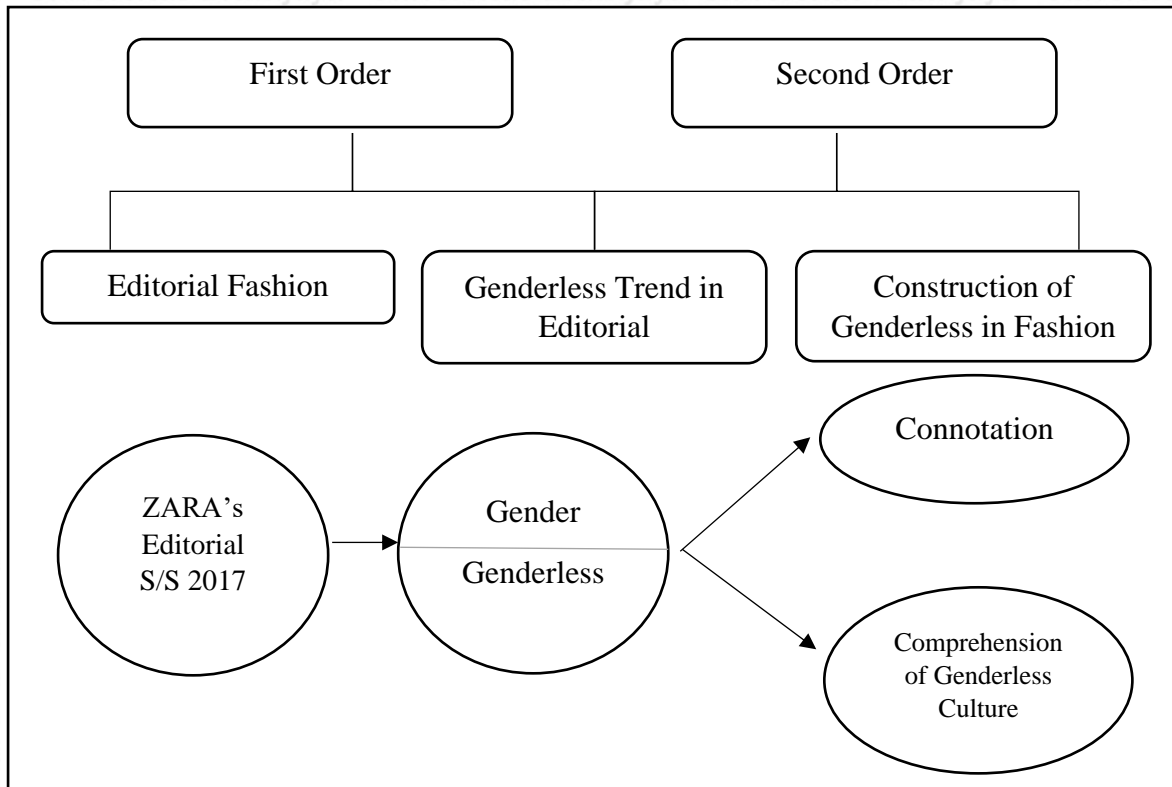 First Order
Second Order
Editorial Fashion
Genderless Trend in
Editorial
Construction of
Genderless in Fashion
ZARA's
Editorial
S/S 2017
Gender
Genderless
Connotation
Comprehension
of Genderless
Culture